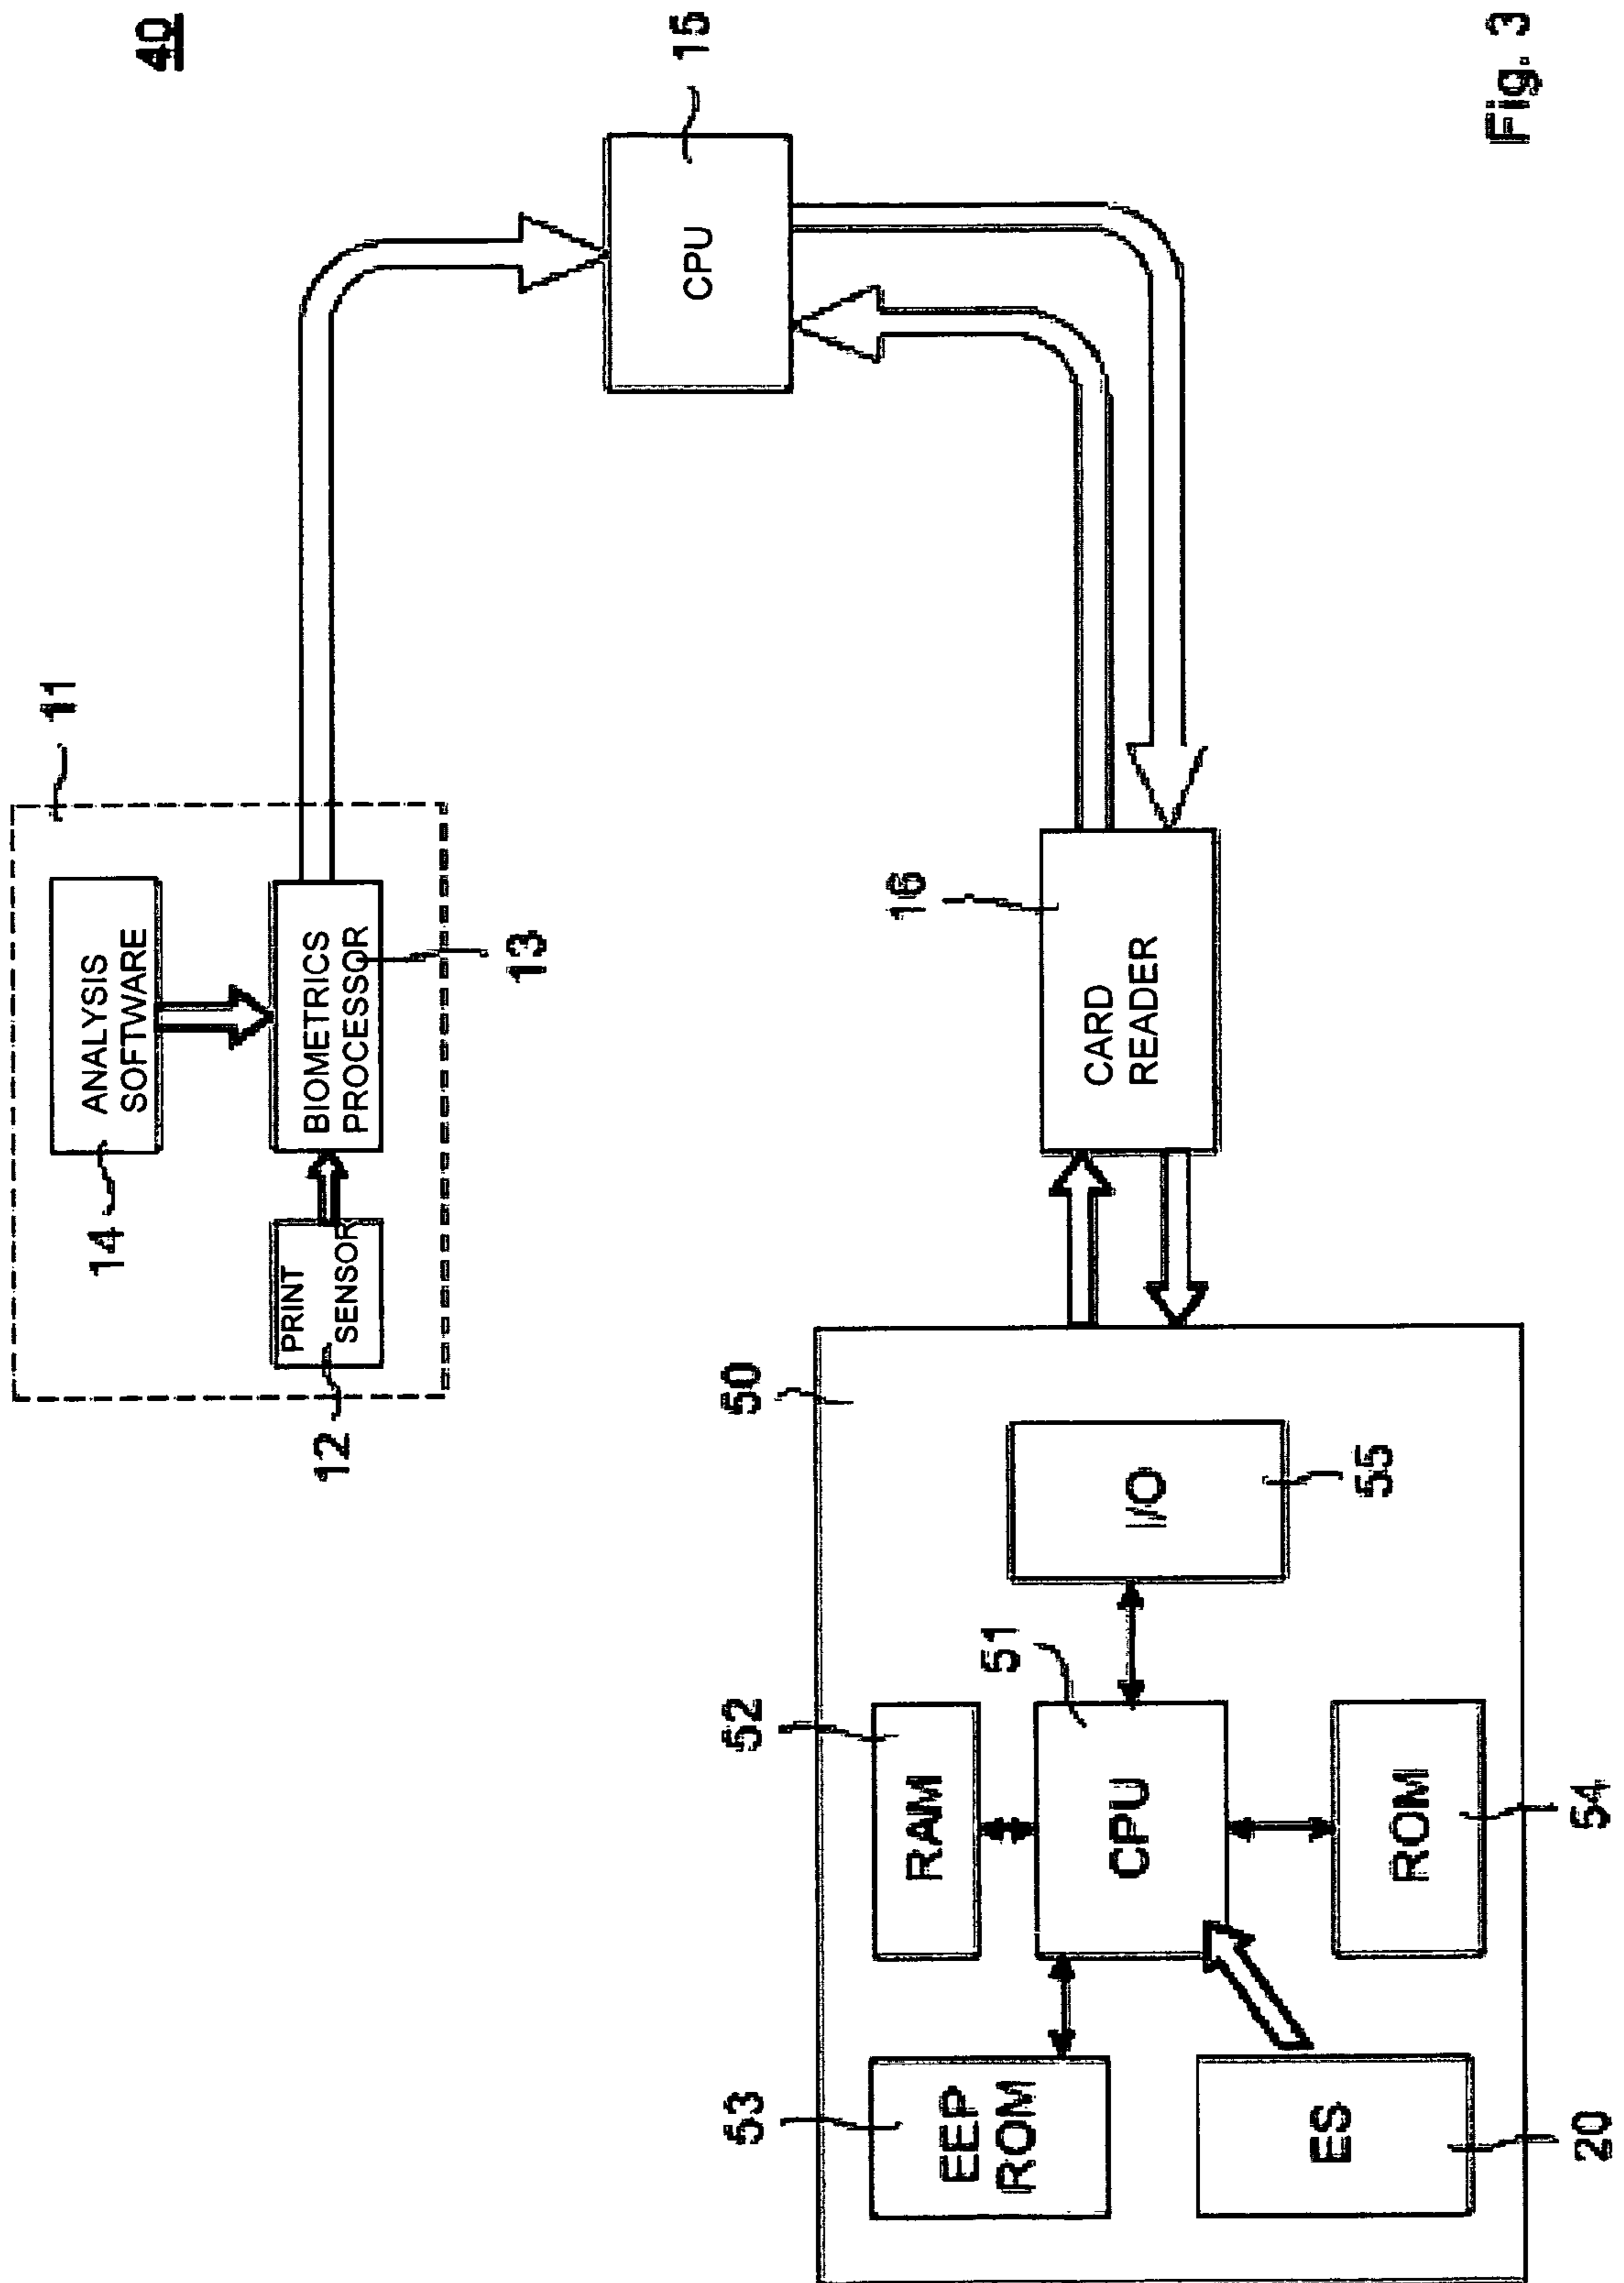 40
11
14
ANALYSIS
SOFTWARE
BIOMETRICS
PROCESSOR
13
PRINT
SENSOR
12
CPU
15
16
CARD
READER
50
I/O
55
52
RAM
51
CPU
ROM
54
53
EEP
ROM
ES
20
Fig. 3